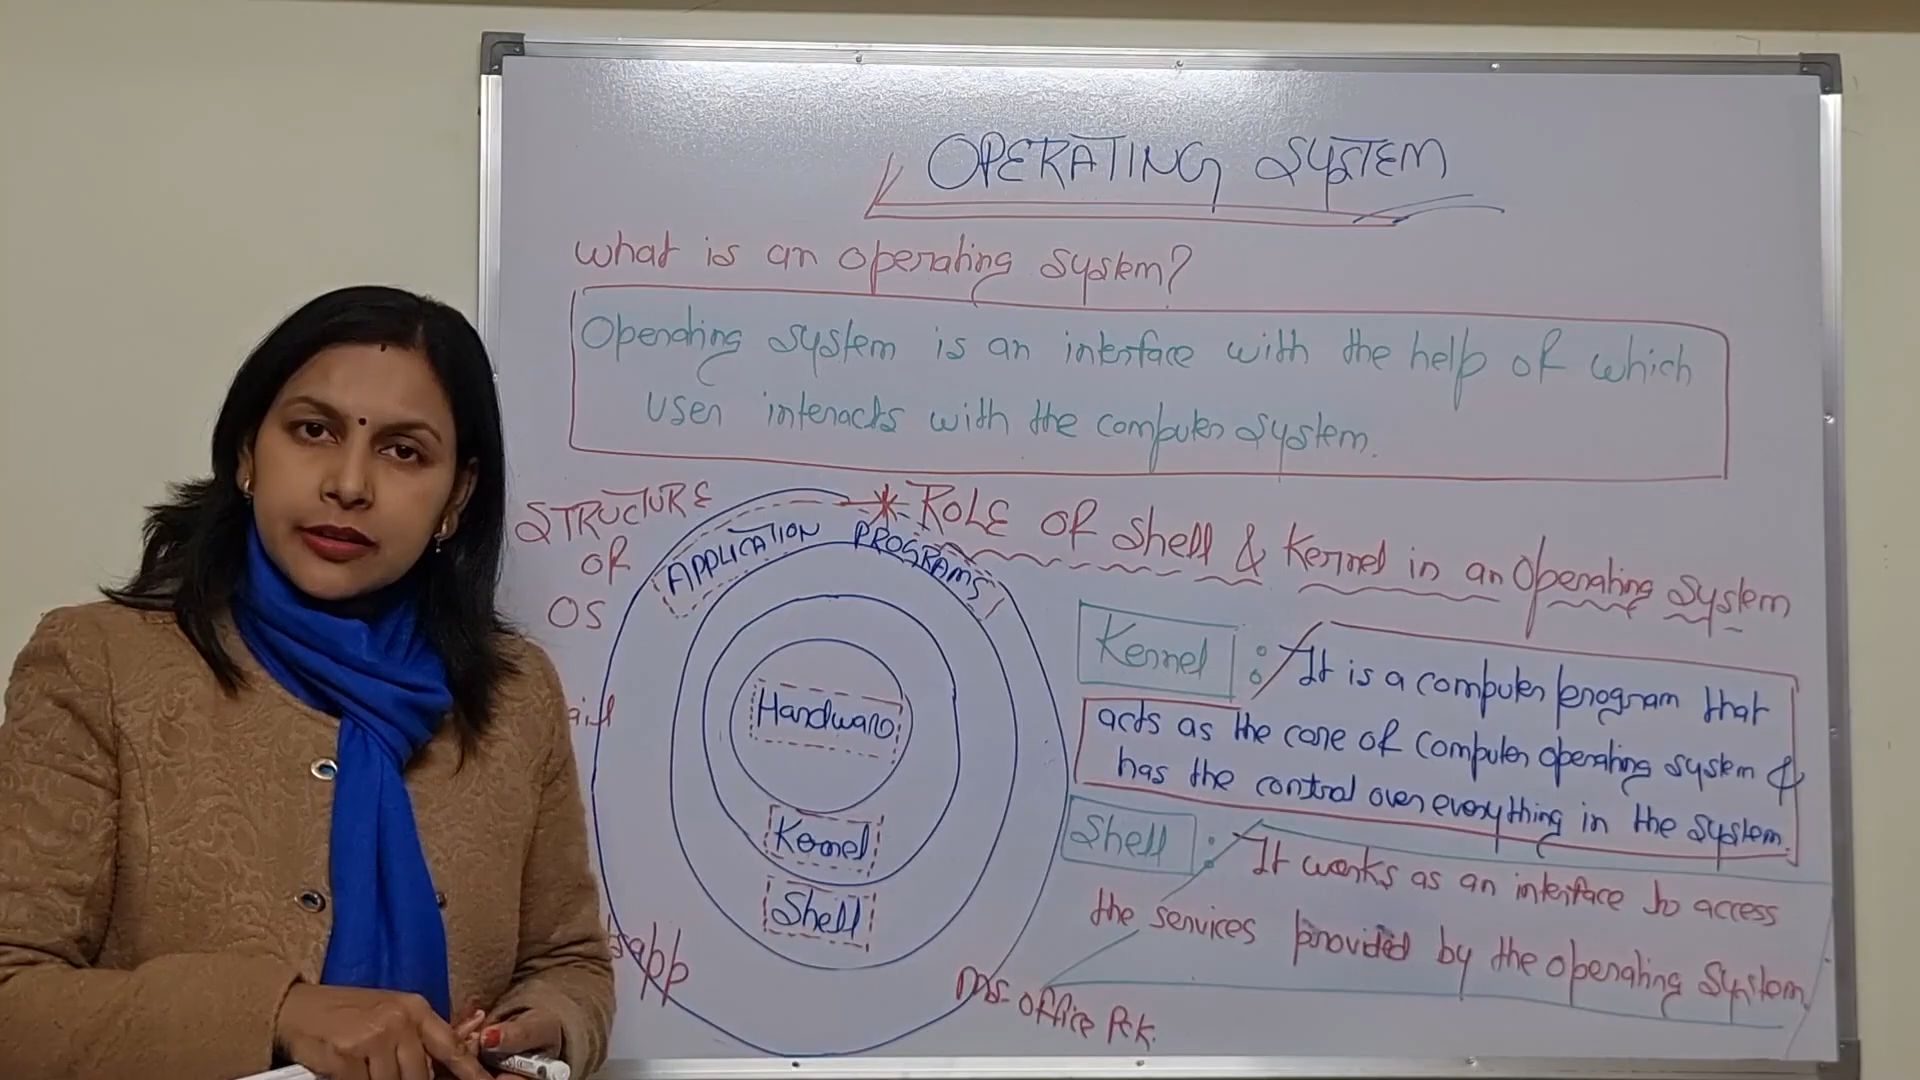 OPERATING SYSTEM
What is an operating system?
Operating system is an interface with the help of which
user interacts with the computer system.
STRUCTURE
OF
OS
* ROLE OF Shell & Kernel in an Operating System
APPLICATION PROGRAMS
Hardware
Kernel
Shell
MS-Office Pck.
Kernel : It is a computer program that
acts as the core of computer operating system &
has the control over everything in the system.
Shell : It works as an interface to access
the services provided by the operating System.